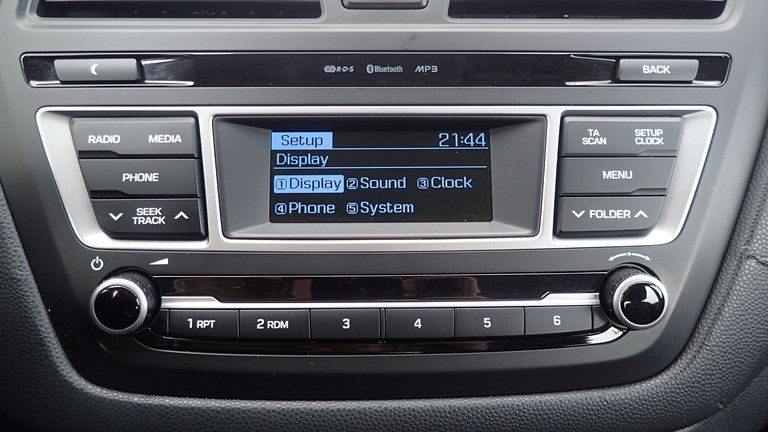 R·D·S Bluetooth MP3
BACK
RADIO MEDIA
PHONE
SEEK
TRACK
Setup 21:44
Display
① Display ② Sound ③ Clock
④ Phone ⑤ System
TA
SCAN
SETUP
CLOCK
MENU
FOLDER
1 RPT 2 RDM 3 4 5 6